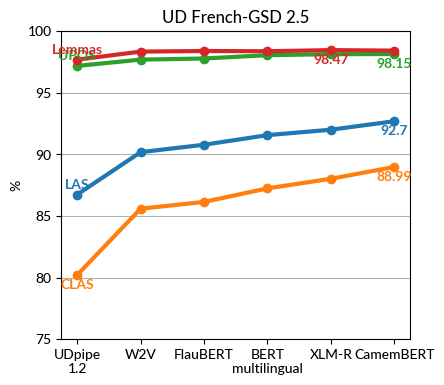 UD French-GSD 2.5
100
95
90
85
80
75
%
Lemmas
UPOS
LAS
CLAS
98.47
98.15
92.7
88.99
UDpipe
1.2
W2V
FlauBERT
BERT
multilingual
XLM-R
CamemBERT